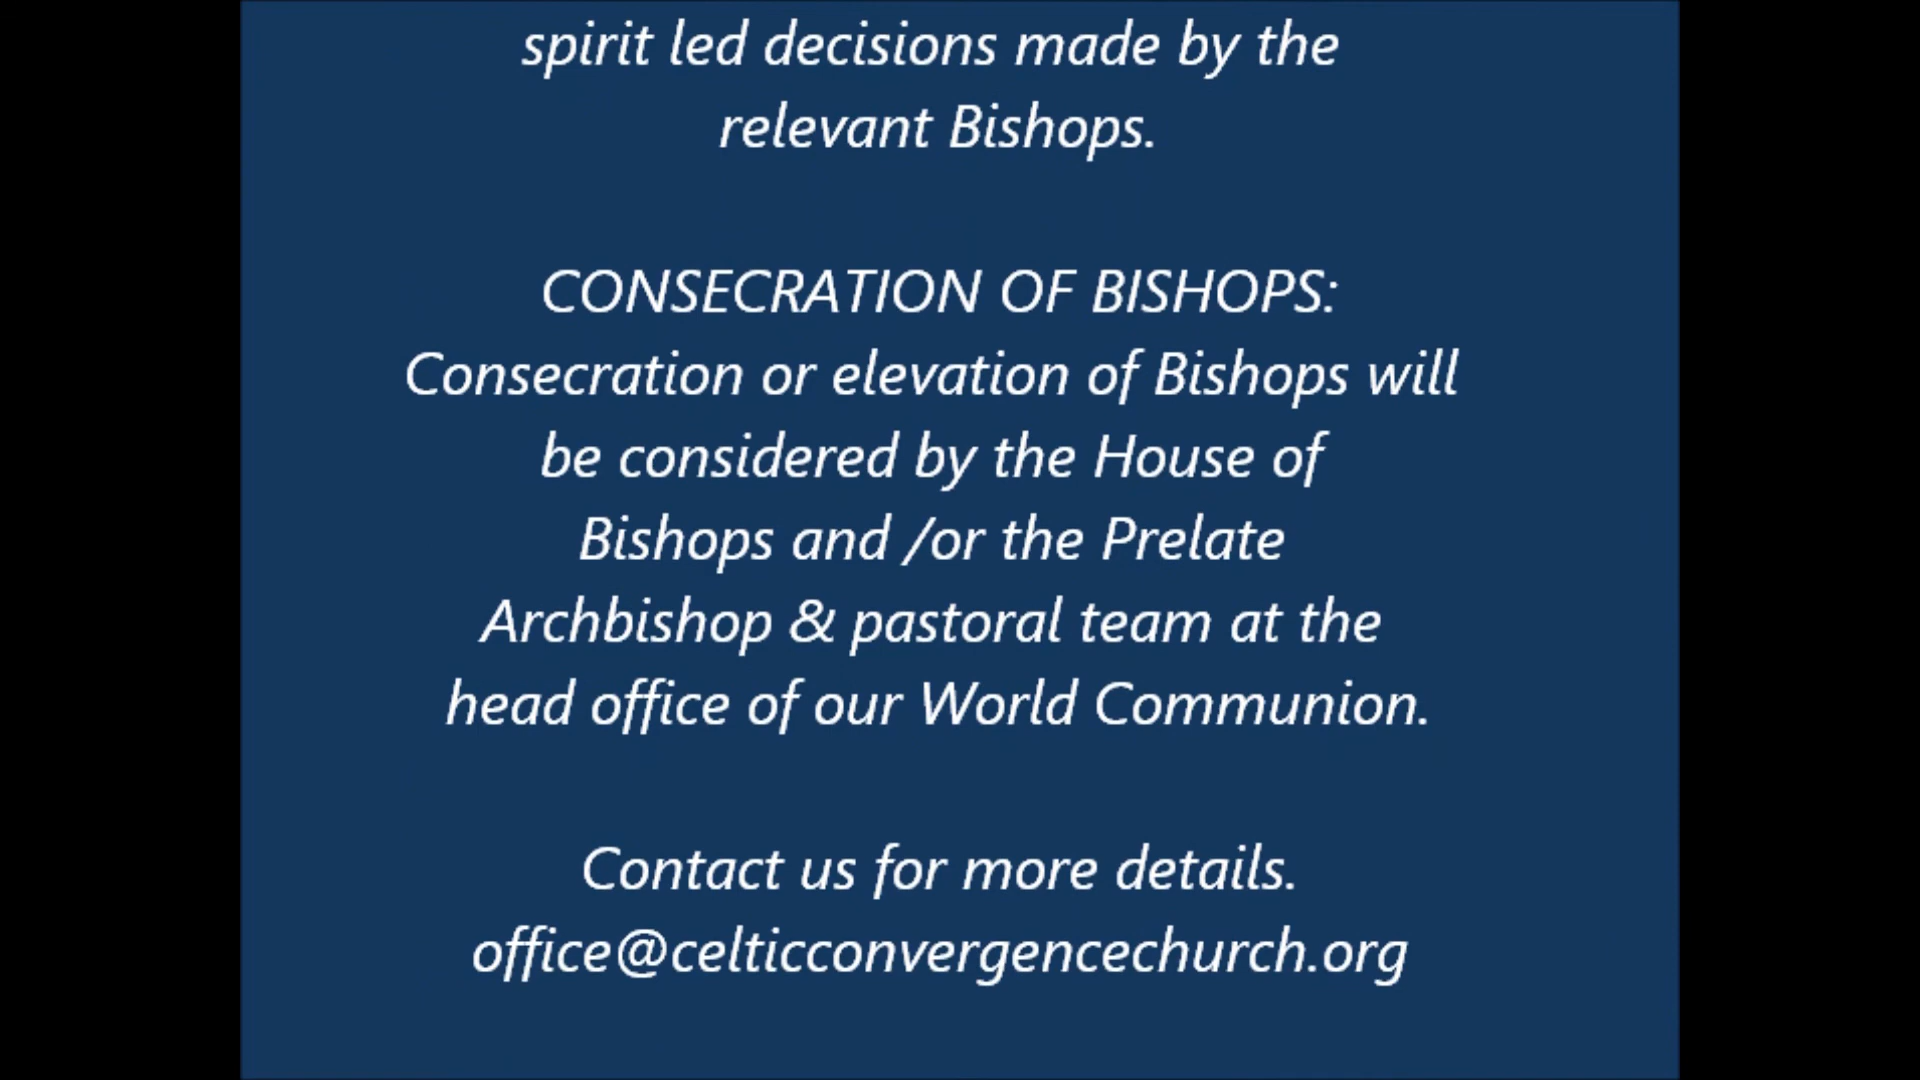 spirit led decisions made by the
relevant Bishops.
CONSECRATION OF BISHOPS:
Consecration or elevation of Bishops will
be considered by the House of
Bishops and /or the Prelate
Archbishop & pastoral team at the
head office of our World Communion.
Contact us for more details.
office@celticconvergencechurch.org